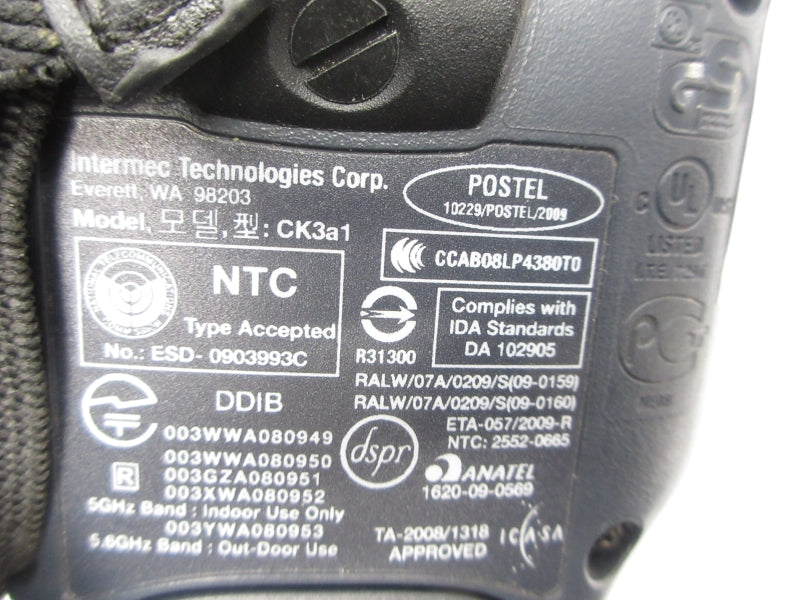 Intermec Technologies Corp.
Everett, WA 98203
Model, 모델, 型: CK3a1
POSTEL
10229/POSTEL/2009
CCAB08LP4380T0
NTC
Type Accepted
No.: ESD- 0903993C
R31300
Complies with
IDA Standards
DA 102905
RALW/07A/0209/S(09-0159)
RALW/07A/0209/S(09-0160)
ETA-057/2009-R
NTC: 2552-0665
DDIB
003WWA080949
R
003WWA080950
003GZA080951
003XWA080952
5GHz Band : Indoor Use Only
003YWA080953
5.6GHz Band : Out-Door Use
dspr
ANATEL
1620-09-0569
TA-2008/1318
APPROVED
ICASA
C UL
LISTED
I.T.E.